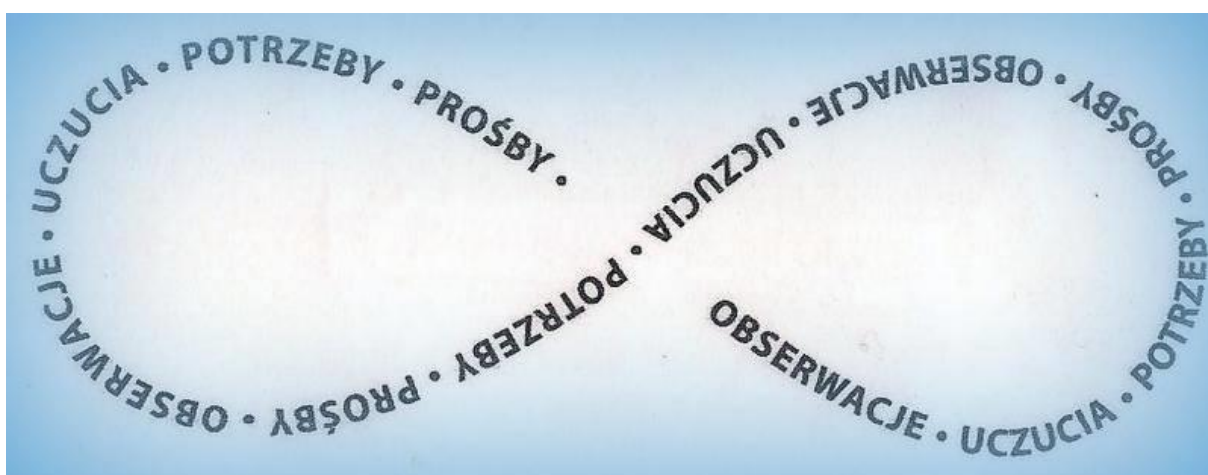 OBSERWACJE • UCZUCIA • POTRZEBY • PROŚBY • OBSERWACJE • UCZUCIA • POTRZEBY • PROŚBY • OBSERWACJE • UCZUCIA • POTRZEBY • PROŚBY •